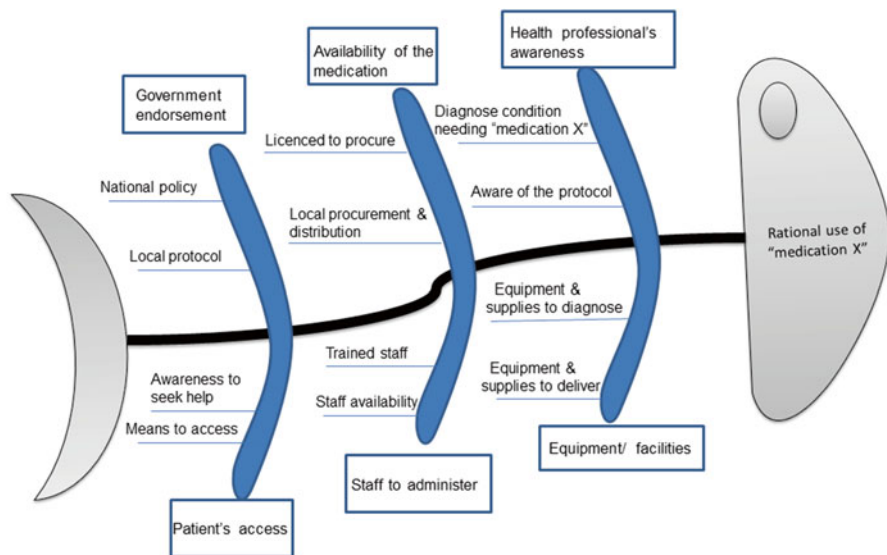 Health professional's
awareness
Availability of the
medication
Government
endorsement
Diagnose condition
needing "medication X"
Licenced to procure
National policy
Aware of the protocol
Local procurement &
distribution
Local protocol
Rational use of
"medication X"
Equipment &
supplies to diagnose
Trained staff
Awareness to
seek help
Equipment &
supplies to deliver
Staff availability
Means to access
Equipment/ facilities
Staff to administer
Patient's access